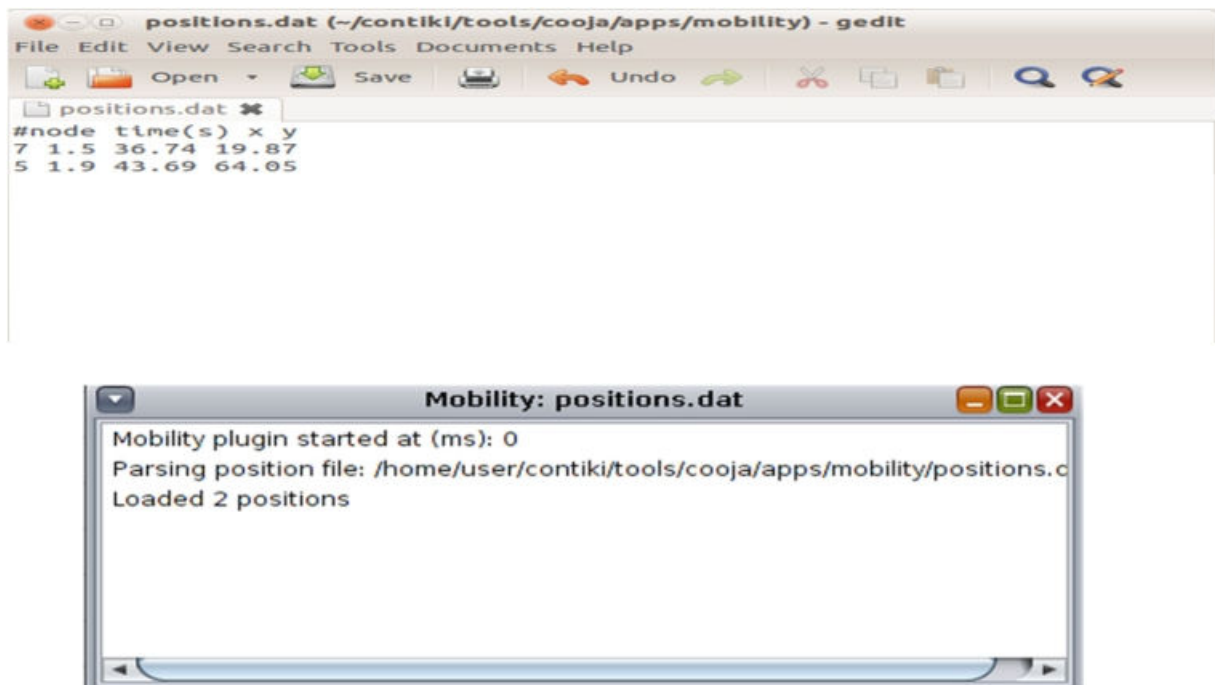 positions.dat (~/contiki/tools/cooja/apps/mobility) - gedit
File Edit View Search Tools Documents Help
Open Save Undo
positions.dat
#node time(s) x y
7 1.5 36.74 19.87
5 1.9 43.69 64.05
Mobility: positions.dat
Mobility plugin started at (ms): 0
Parsing position file: /home/user/contiki/tools/cooja/apps/mobility/positions.d
Loaded 2 positions